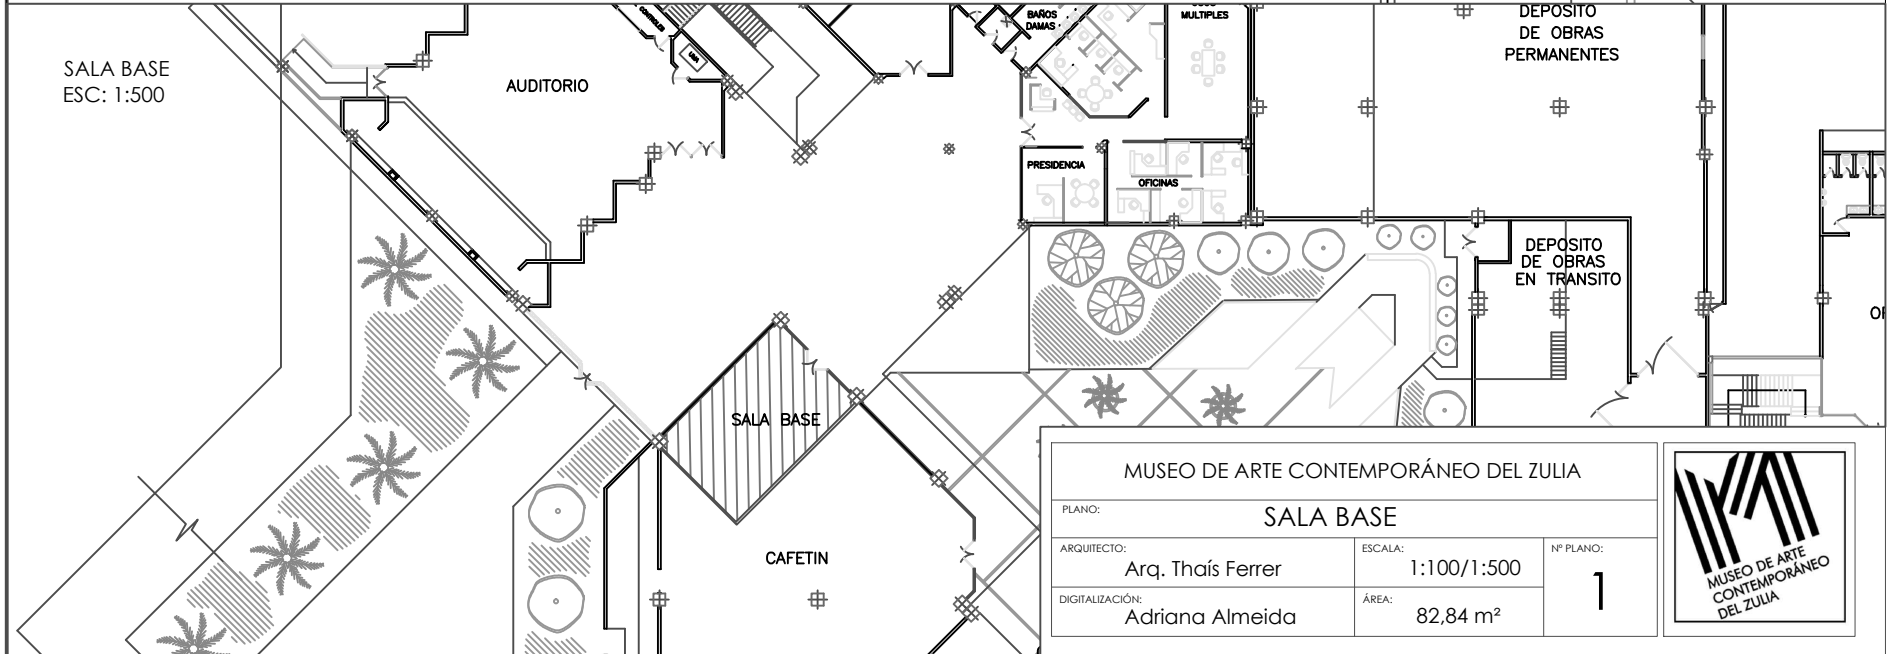 SALA BASE
ESC: 1:500
AUDITORIO
CONTROLES
UMA
BAÑOS
DAMAS
MULTIPLES
DEPOSITO
DE OBRAS
PERMANENTES
PRESIDENCIA
OFICINAS
DEPOSITO
DE OBRAS
EN TRANSITO
SALA BASE
CAFETIN
MUSEO DE ARTE CONTEMPORÁNEO DEL ZULIA
PLANO:
SALA BASE
ARQUITECTO:
Arq. Thaís Ferrer
ESCALA:
1:100/1:500
Nº PLANO:
1
DIGITALIZACIÓN:
Adriana Almeida
ÁREA:
82,84 m²
MUSEO DE ARTE
CONTEMPORÁNEO
DEL ZULIA